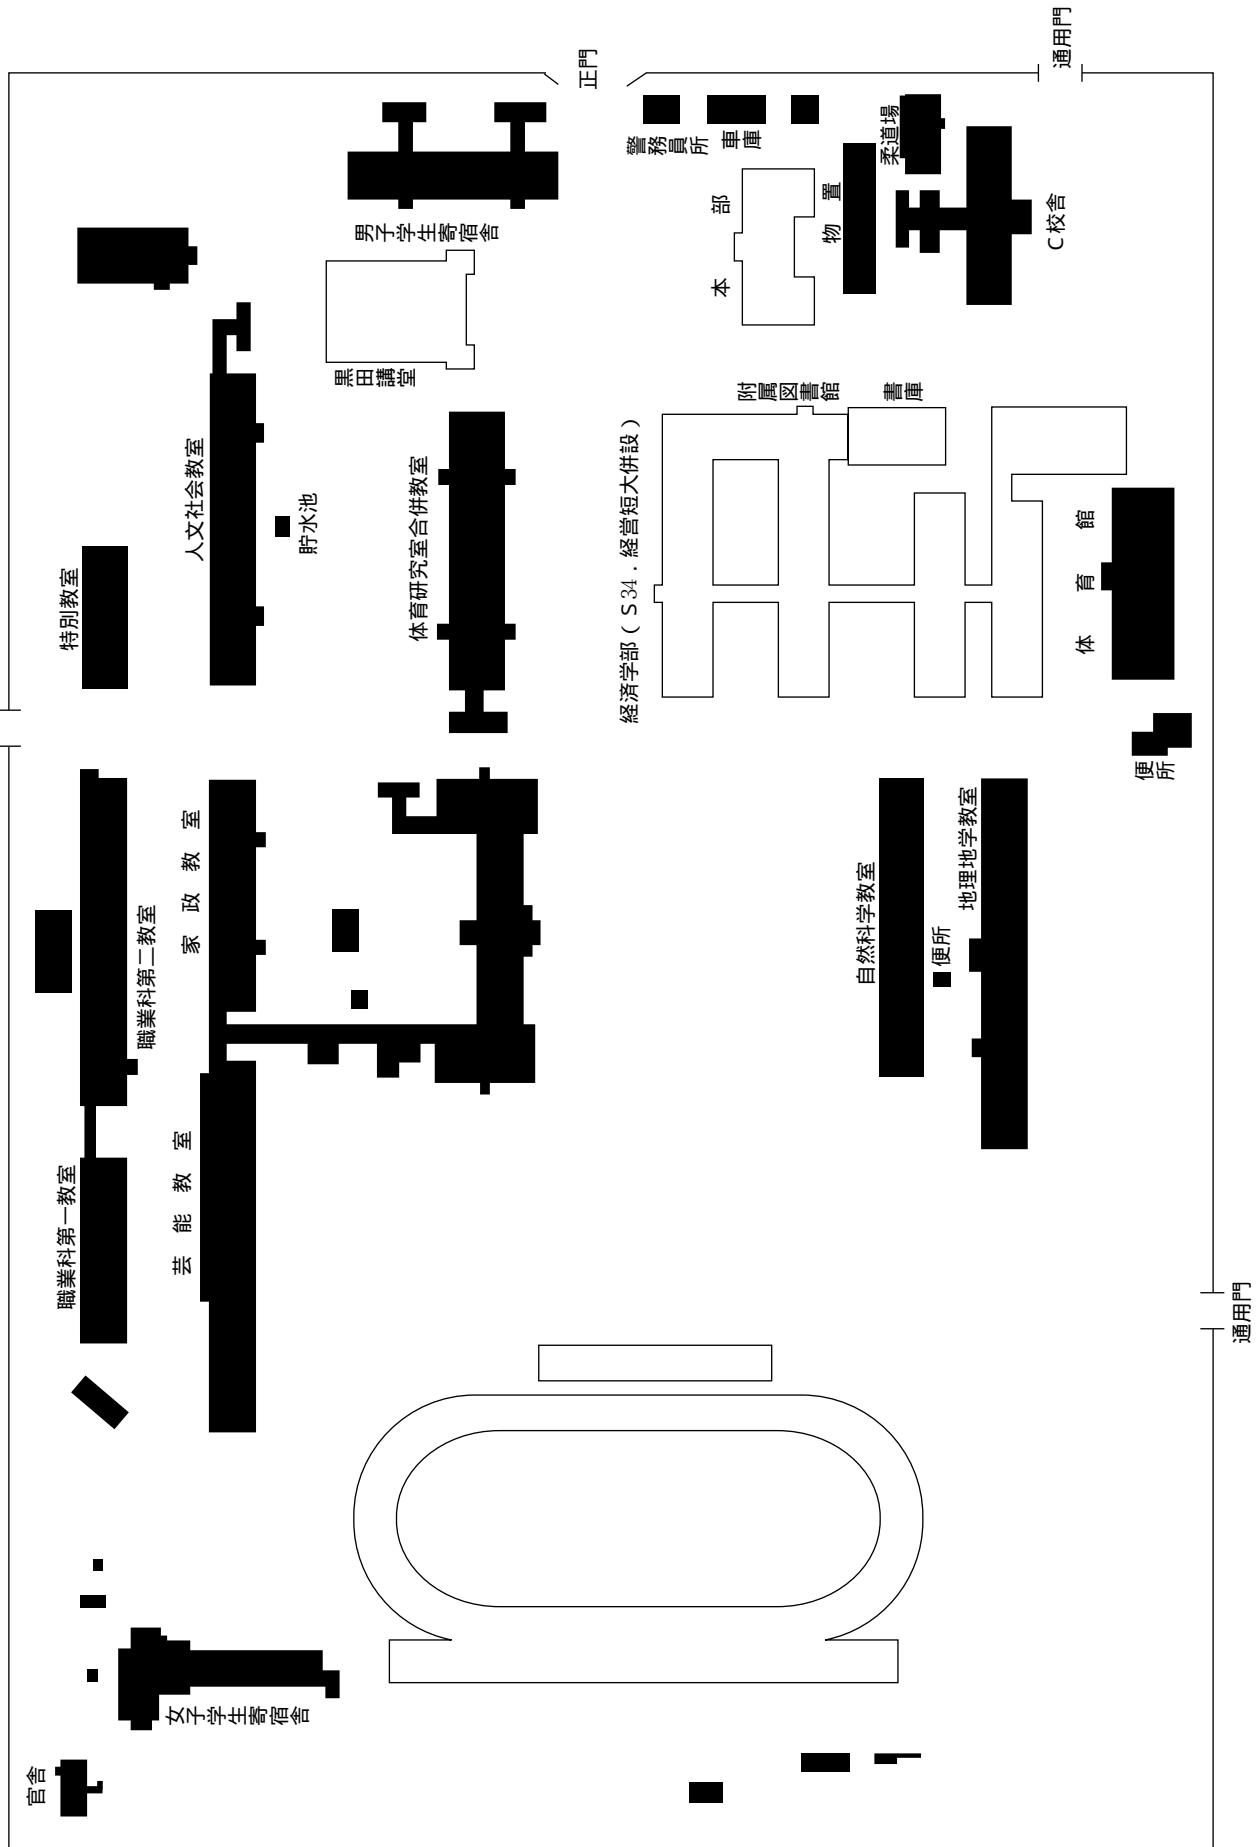 通用門
正門
柔道場
警務員所
車庫
C校舎
物置
本部
男子学生寄宿舎
黒田講堂
附属図書館
書庫
経済学部（S34．経営短大併設）
体育館
人文社会教室
貯水池
体育研究室合併教室
特別教室
便所
家政教室
職業科第二教室
自然科学教室
便所
地理地学教室
芸能教室
職業科第一教室
通用門
女子学生寄宿舎
官舎